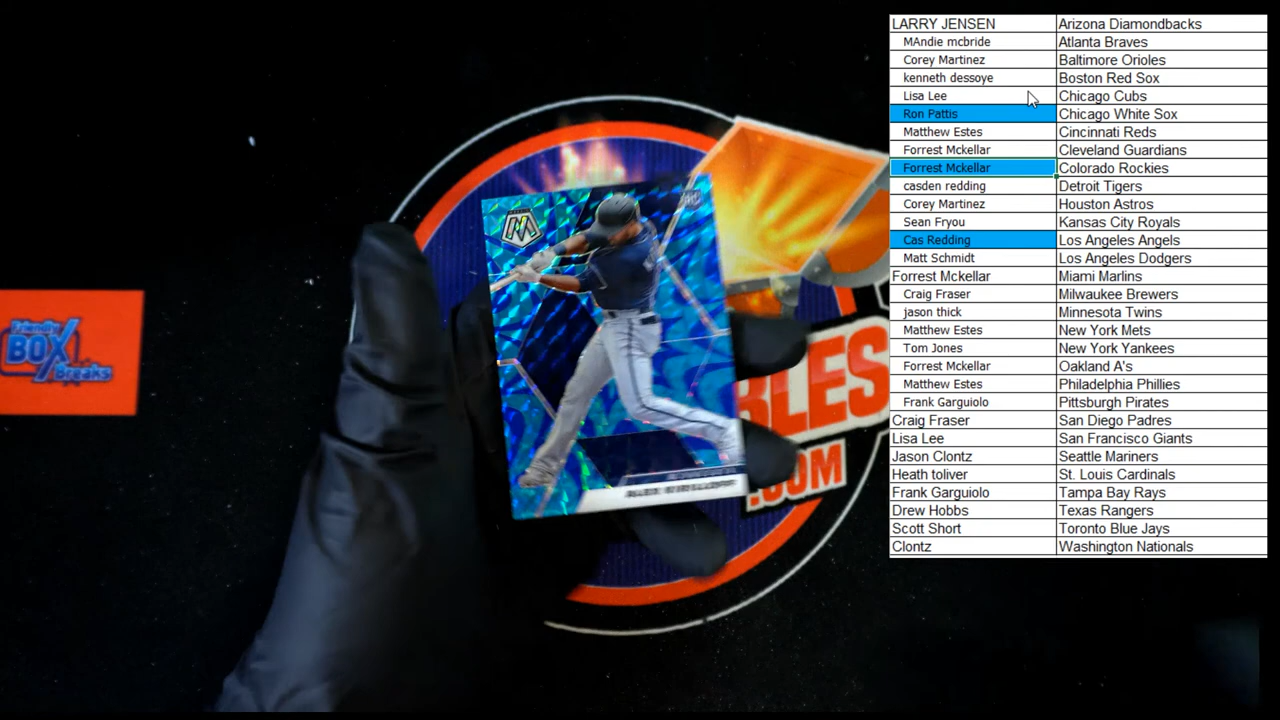 LARRY JENSEN Arizona Diamondbacks
MAndie mcbride Atlanta Braves
Corey Martinez Baltimore Orioles
kenneth dessoye Boston Red Sox
Lisa Lee Chicago Cubs
Ron Pattis Chicago White Sox
Matthew Estes Cincinnati Reds
Forrest Mckellar Cleveland Guardians
Forrest Mckellar Colorado Rockies
casden redding Detroit Tigers
Corey Martinez Houston Astros
Sean Fryou Kansas City Royals
Cas Redding Los Angeles Angels
Matt Schmidt Los Angeles Dodgers
Forrest Mckellar Miami Marlins
Craig Fraser Milwaukee Brewers
jason thick Minnesota Twins
Matthew Estes New York Mets
Tom Jones New York Yankees
Forrest Mckellar Oakland A's
Matthew Estes Philadelphia Phillies
Frank Garguiolo Pittsburgh Pirates
Craig Fraser San Diego Padres
Lisa Lee San Francisco Giants
Jason Clontz Seattle Mariners
Heath toliver St. Louis Cardinals
Frank Garguiolo Tampa Bay Rays
Drew Hobbs Texas Rangers
Scott Short Toronto Blue Jays
Clontz Washington Nationals
Friendly
BOX
Breaks
M
BLES
.COM